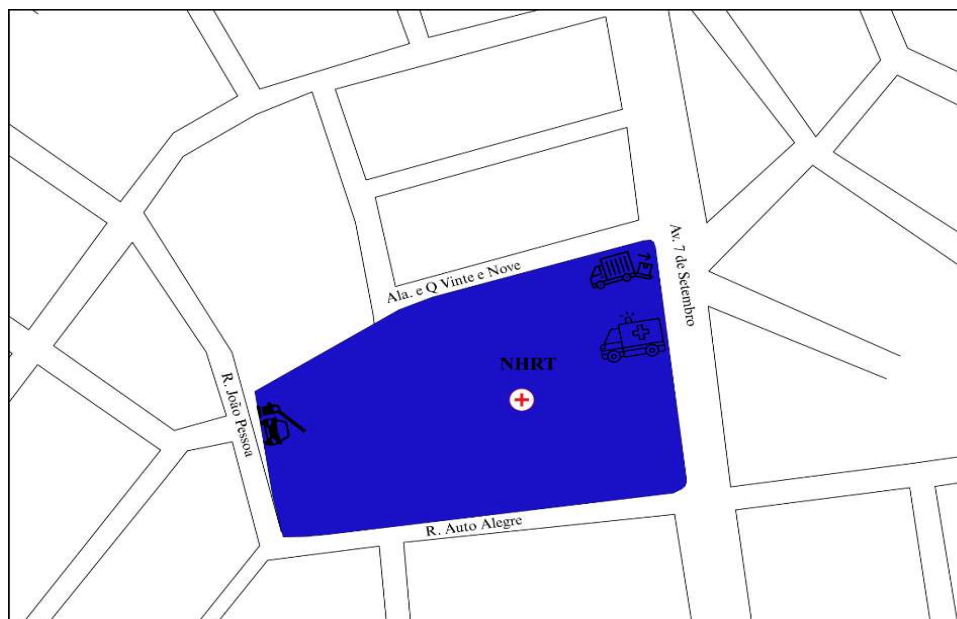 Ala. e Q Vinte e Nove
Av. 7 de Setembro
NHRT
R. João Pessoa
R. Auto Alegre